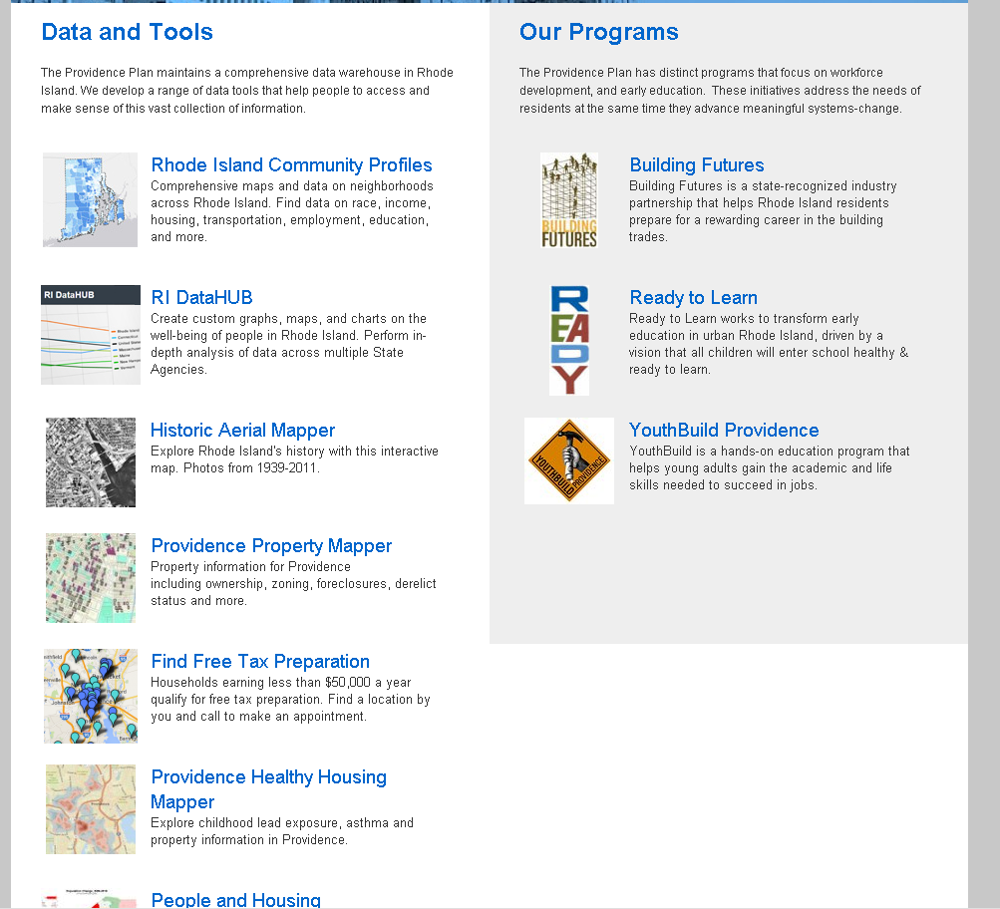 Data and Tools
The Providence Plan maintains a comprehensive data warehouse in Rhode
Island. We develop a range of data tools that help people to access and
make sense of this vast collection of information.
Rhode Island Community Profiles
Comprehensive maps and data on neighborhoods
across Rhode Island. Find data on race, income,
housing, transportation, employment, education,
and more.
RI DataHUB
RI DataHUB
Create custom graphs, maps, and charts on the
well-being of people in Rhode Island. Perform in-
depth analysis of data across multiple State
Agencies.
Historic Aerial Mapper
Explore Rhode Island's history with this interactive
map. Photos from 1939-2011.
Providence Property Mapper
Property information for Providence
including ownership, zoning, foreclosures, derelict
status and more.
Find Free Tax Preparation
Households earning less than $50,000 a year
qualify for free tax preparation. Find a location by
you and call to make an appointment.
Providence Healthy Housing
Mapper
Explore childhood lead exposure, asthma and
property information in Providence.
People and Housing
Our Programs
The Providence Plan has distinct programs that focus on workforce
development, and early education.  These initiatives address the needs of
residents at the same time they advance meaningful systems-change.
BUILDING
FUTURES
Building Futures
Building Futures is a state-recognized industry
partnership that helps Rhode Island residents
prepare for a rewarding career in the building
trades.
R
EA
D
Y
Ready to Learn
Ready to Learn works to transform early
education in urban Rhode Island, driven by a
vision that all children will enter school healthy &
ready to learn.
YOUTHBUILD PROVIDENCE
YouthBuild Providence
YouthBuild is a hands-on education program that
helps young adults gain the academic and life
skills needed to succeed in jobs.